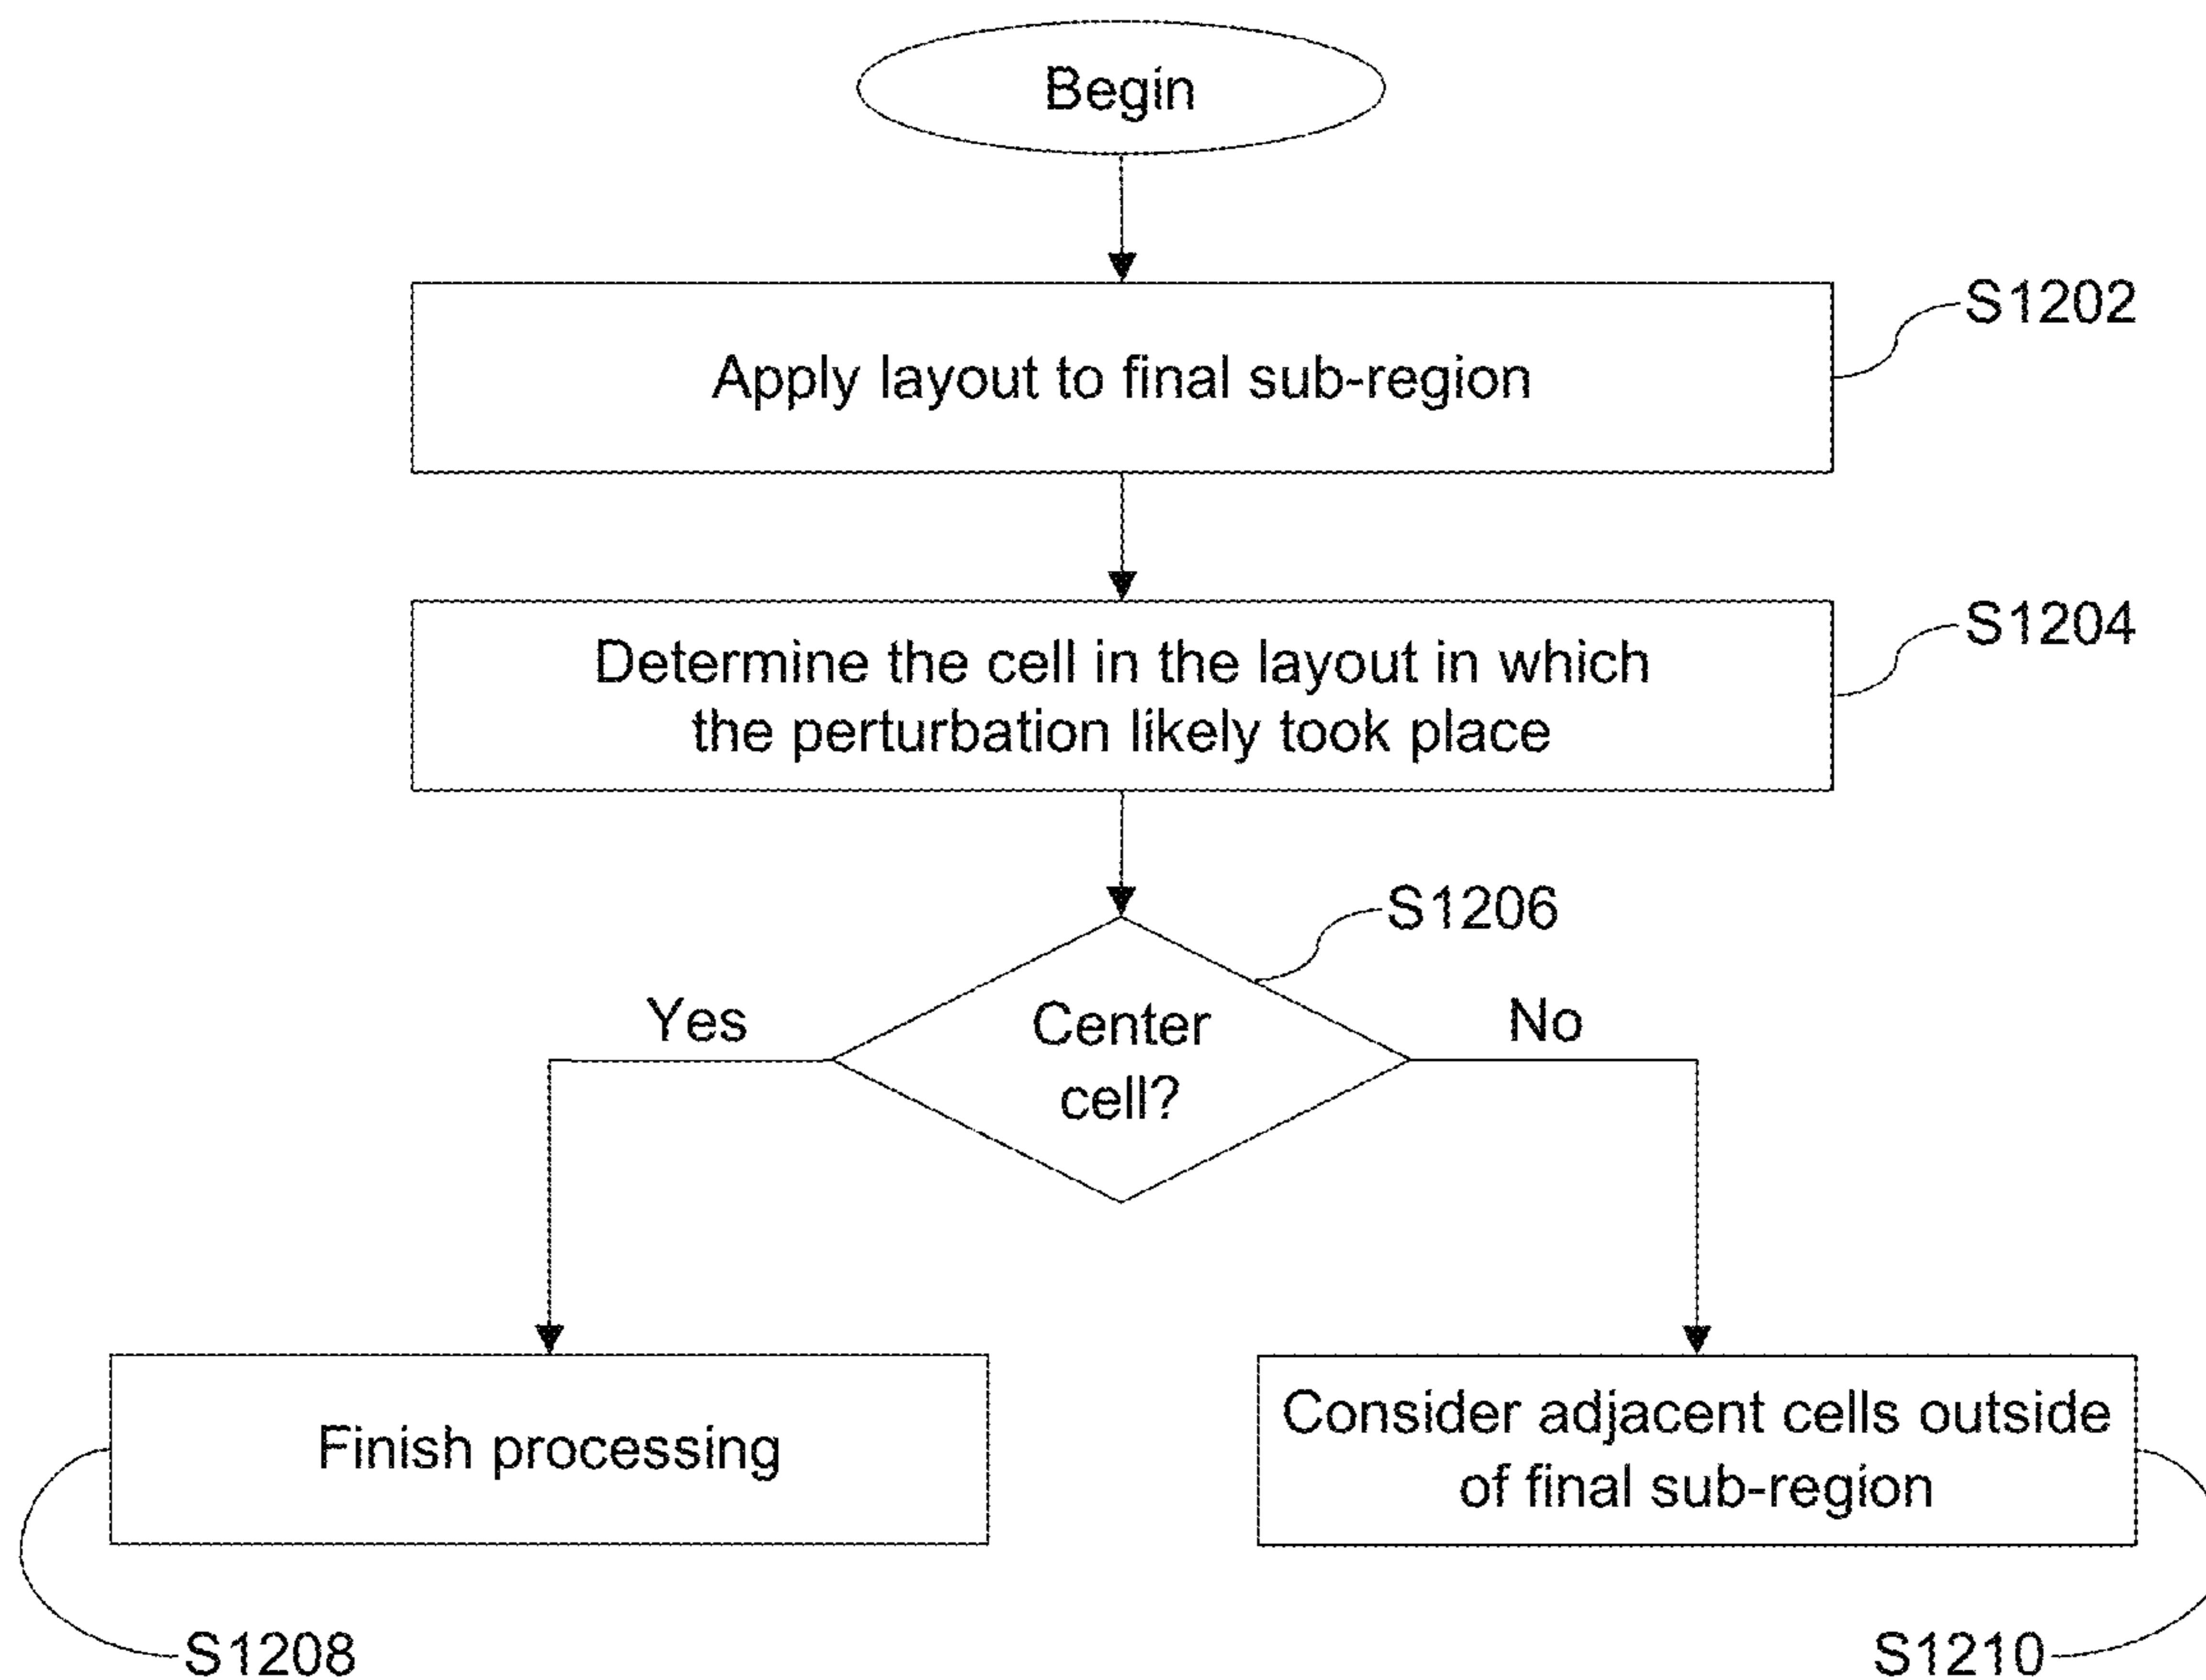 Begin
S1202
Apply layout to final sub-region
S1204
Determine the cell in the layout in which
the perturbation likely took place
S1206
Yes
Center
cell?
No
Finish processing
Consider adjacent cells outside
of final sub-region
S1208
S1210